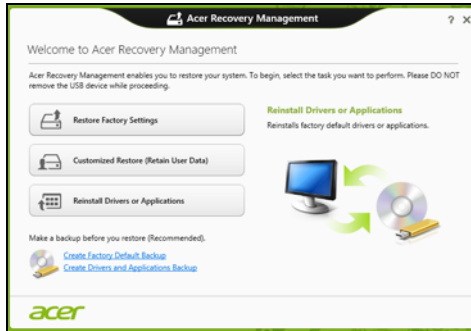 Acer Recovery Management
? X
Welcome to Acer Recovery Management
Acer Recovery Management enables you to restore your system. To begin, select the task you want to perform. Please DO NOT
remove the USB device while proceeding.
Restore Factory Settings
Customized Restore (Retain User Data)
Reinstall Drivers or Applications
Reinstall Drivers or Applications
Reinstalls factory default drivers or applications.
Make a backup before you restore (Recommended).
Create Factory Default Backup
Create Drivers and Applications Backup
acer